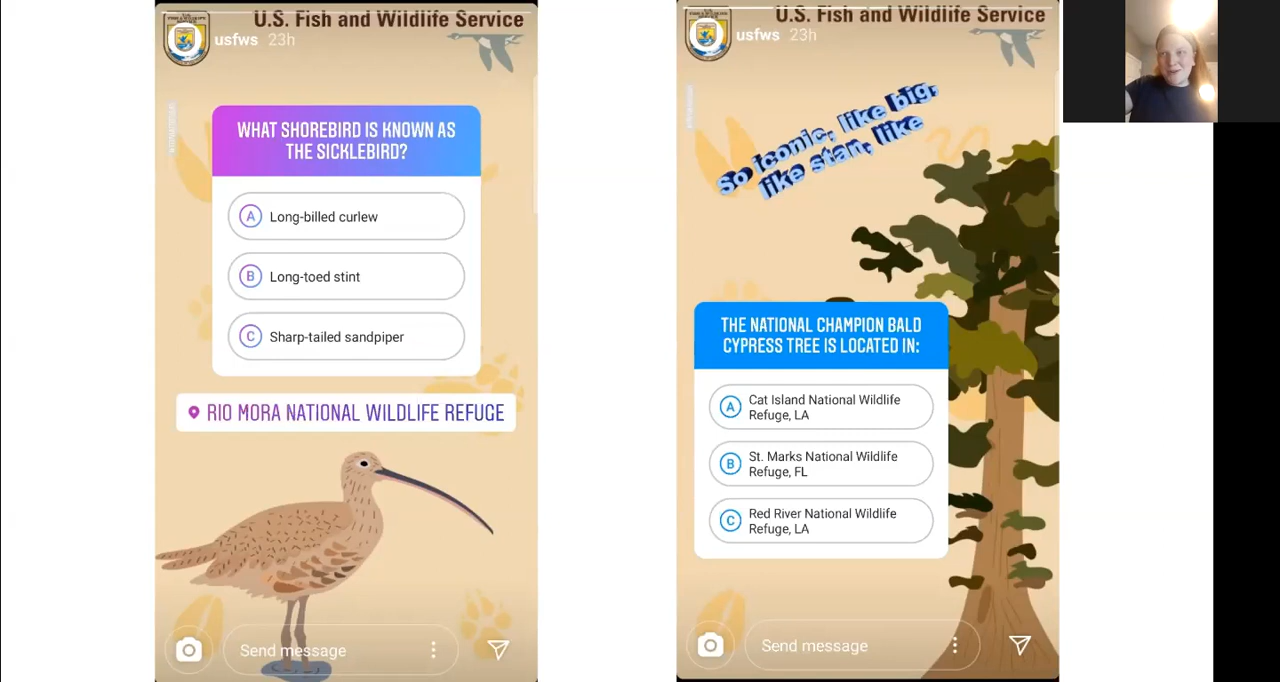 U.S. Fish and Wildlife Service
usfws 23h
WHAT SHOREBIRD IS KNOWN AS
THE SICKLEBIRD?
A Long-billed curlew
B Long-toed stint
C Sharp-tailed sandpiper
RIO MORA NATIONAL WILDLIFE REFUGE
Send message
U.S. Fish and Wildlife Service
usfws 23h
So iconic, like big,
like stan, like
THE NATIONAL CHAMPION BALD
CYPRESS TREE IS LOCATED IN:
A Cat Island National Wildlife
Refuge, LA
B St. Marks National Wildlife
Refuge, FL
C Red River National Wildlife
Refuge, LA
Send message